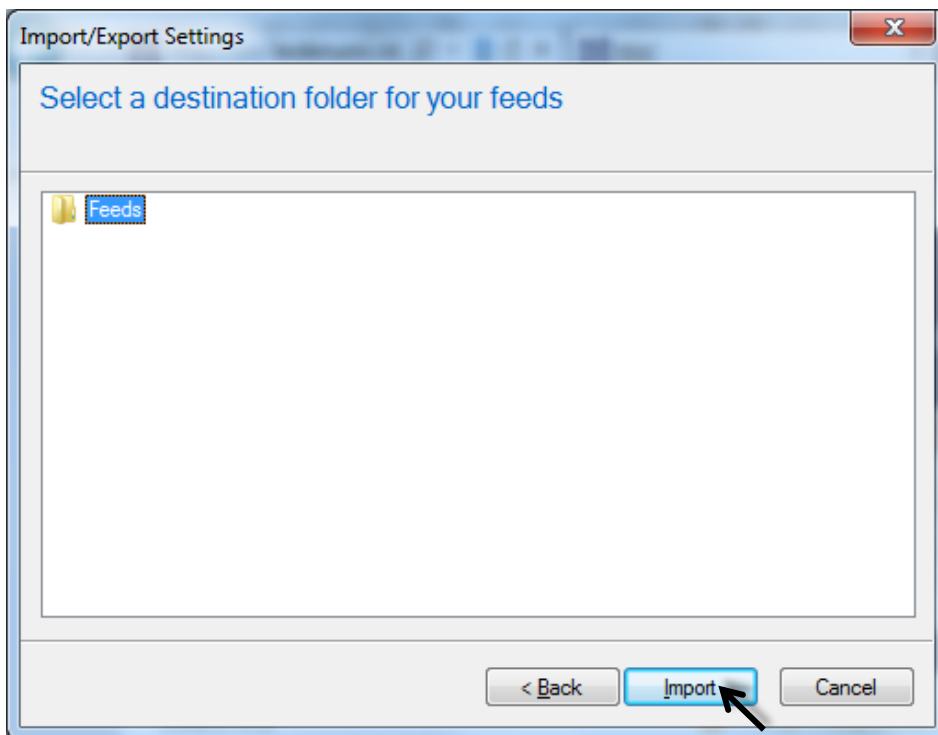 Import/Export Settings
Select a destination folder for your feeds
Feeds
< Back
Import
Cancel